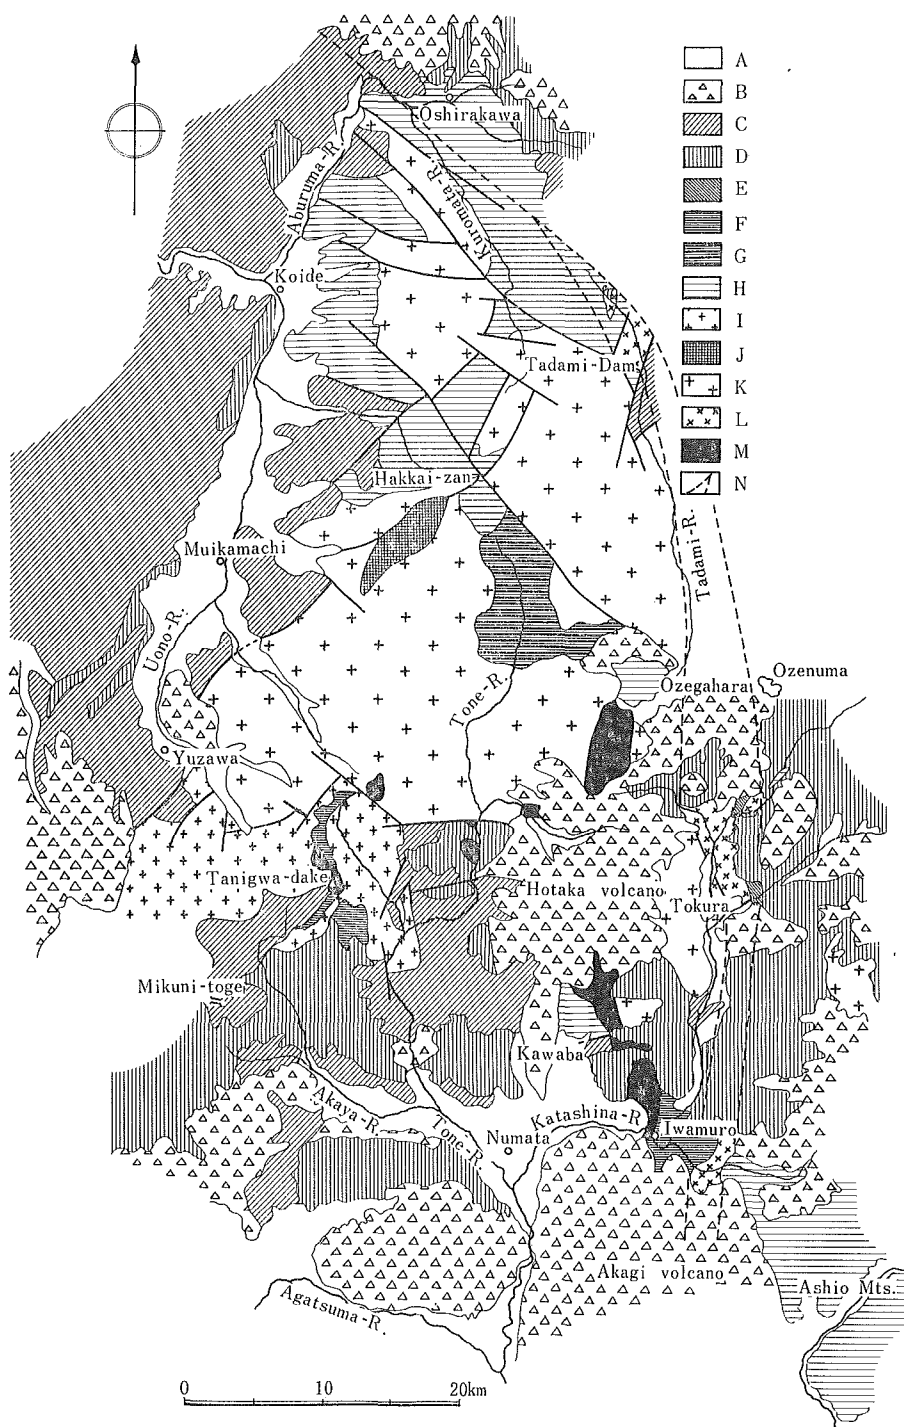 A
B
C
D
E
F
G
H
I
J
K
L
M
N
Oshirakawa
Aburuma-R.
Kuromata-R.
Koide
Tadami-Dam
Hakkai-zan
Tadami-R.
Muikamachi
Uono-R.
Tone-R.
Ozegahara
Ozenuma
Yuzawa
Tanigwa-dake
Hotaka volcano
Tokura
Mikuni-toge
Kawaba
Akaya-R.
Tone-R.
Numata
Katashina-R
Iwamuro
Akagi volcano
Ashio Mts.
Agatsuma-R.
0 10 20km